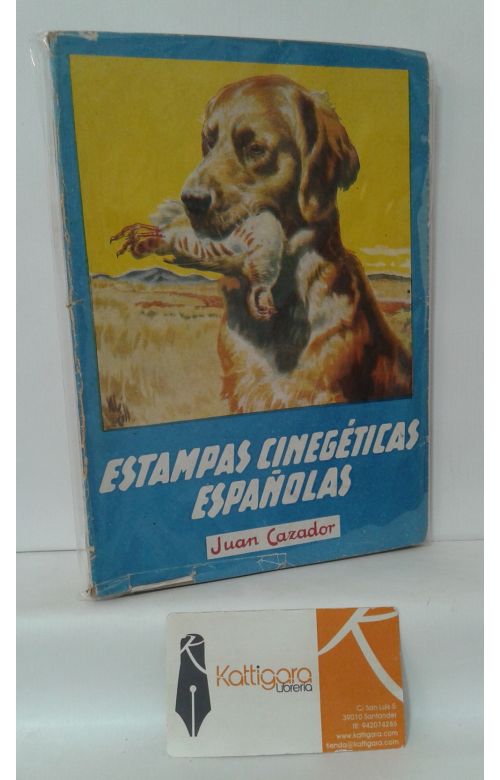 ESTAMPAS CINEGÉTICAS
ESPAÑOLAS
Juan Cazador
Kattigara
Librería
C. San Luis 5
39010 Santander
tlf: 942074285
www.kattigara.com
tienda@kattigara.com